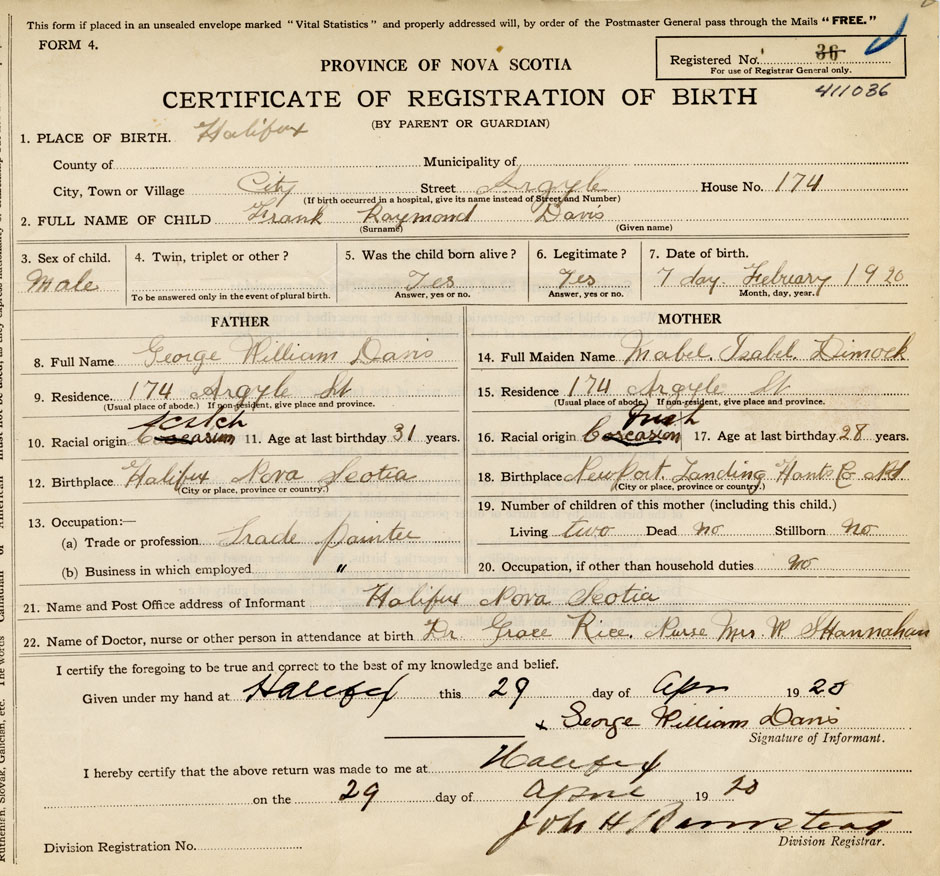 This form if placed in an unsealed envelope marked "Vital Statistics" and properly addressed will, by order of the Postmaster General pass through the Mails "FREE."
FORM 4.
Registered No. 36
For use of Registrar General only.
PROVINCE OF NOVA SCOTIA
411036
CERTIFICATE OF REGISTRATION OF BIRTH
(BY PARENT OR GUARDIAN)
1. PLACE OF BIRTH. Halifax
County of Municipality of
City, Town or Village City Street Argyle House No. 174
(If birth occurred in a hospital, give its name instead of Street and Number)
2. FULL NAME OF CHILD Frank Raymond Davis
(Surname) (Given name)
3. Sex of child. 4. Twin, triplet or other? 5. Was the child born alive? 6. Legitimate? 7. Date of birth.
Male Yes Yes 7 day. February 1920
To be answered only in the event of plural birth. Answer, yes or no. Answer, yes or no. Month, day, year.
FATHER
8. Full Name George William Davis
9. Residence. 174 Argyle St
(Usual place of abode.) If non-resident, give place and province.
10. Racial origin Scotch 11. Age at last birthday 31 years.
12. Birthplace Halifax Nova Scotia
(City or place, province or country.)
13. Occupation:—
(a) Trade or profession. Trade painter
(b) Business in which employed "
MOTHER
14. Full Maiden Name Mabel. Isabel. Dimock
15. Residence 174 Argyle St
(Usual place of abode.) If non-resident, give place and province.
16. Racial origin Irish 17. Age at last birthday. 28 years.
18. Birthplace Newport Landing Hants Co NS
(City or place, province or country.)
19. Number of children of this mother (including this child.)
Living two Dead no Stillborn no
20. Occupation, if other than household duties no
21. Name and Post Office address of Informant Halifax Nova Scotia
22. Name of Doctor, nurse or other person in attendance at birth. Dr. Grace Rice. Nurse Mrs. W.
I certify the foregoing to be true and correct to the best of my knowledge and belief.
Given under my hand at Halifax this 29 day of Apr 1920
x George William Davis
Signature of Informant.
I hereby certify that the above return was made to me at Halifax
on the 29 day of April 1920
John H Barnstead
Division Registrar.
Division Registration No.